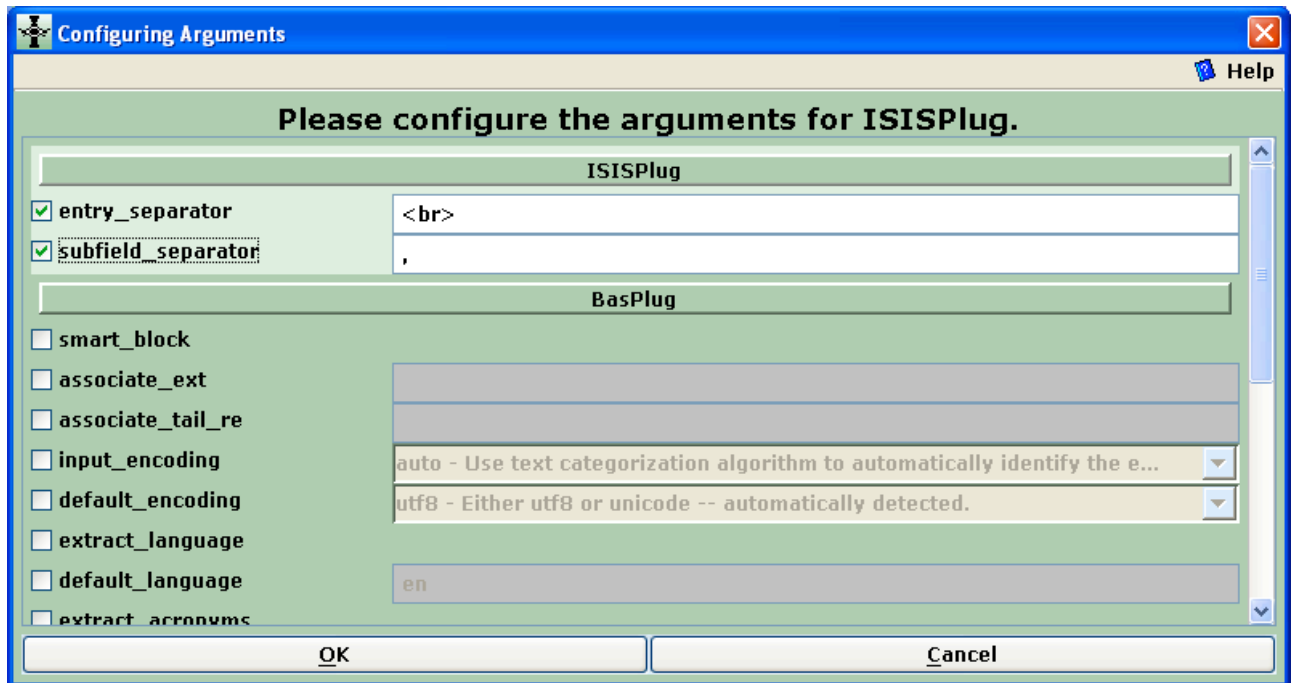 Configuring Arguments
Help
Please configure the arguments for ISISPlug.
ISISPlug
entry_separator <br>
subfield_separator ,
BasPlug
smart_block
associate_ext
associate_tail_re
input_encoding auto - Use text categorization algorithm to automatically identify the e...
default_encoding utf8 - Either utf8 or unicode -- automatically detected.
extract_language
default_language en
extract_acronyms
OK Cancel